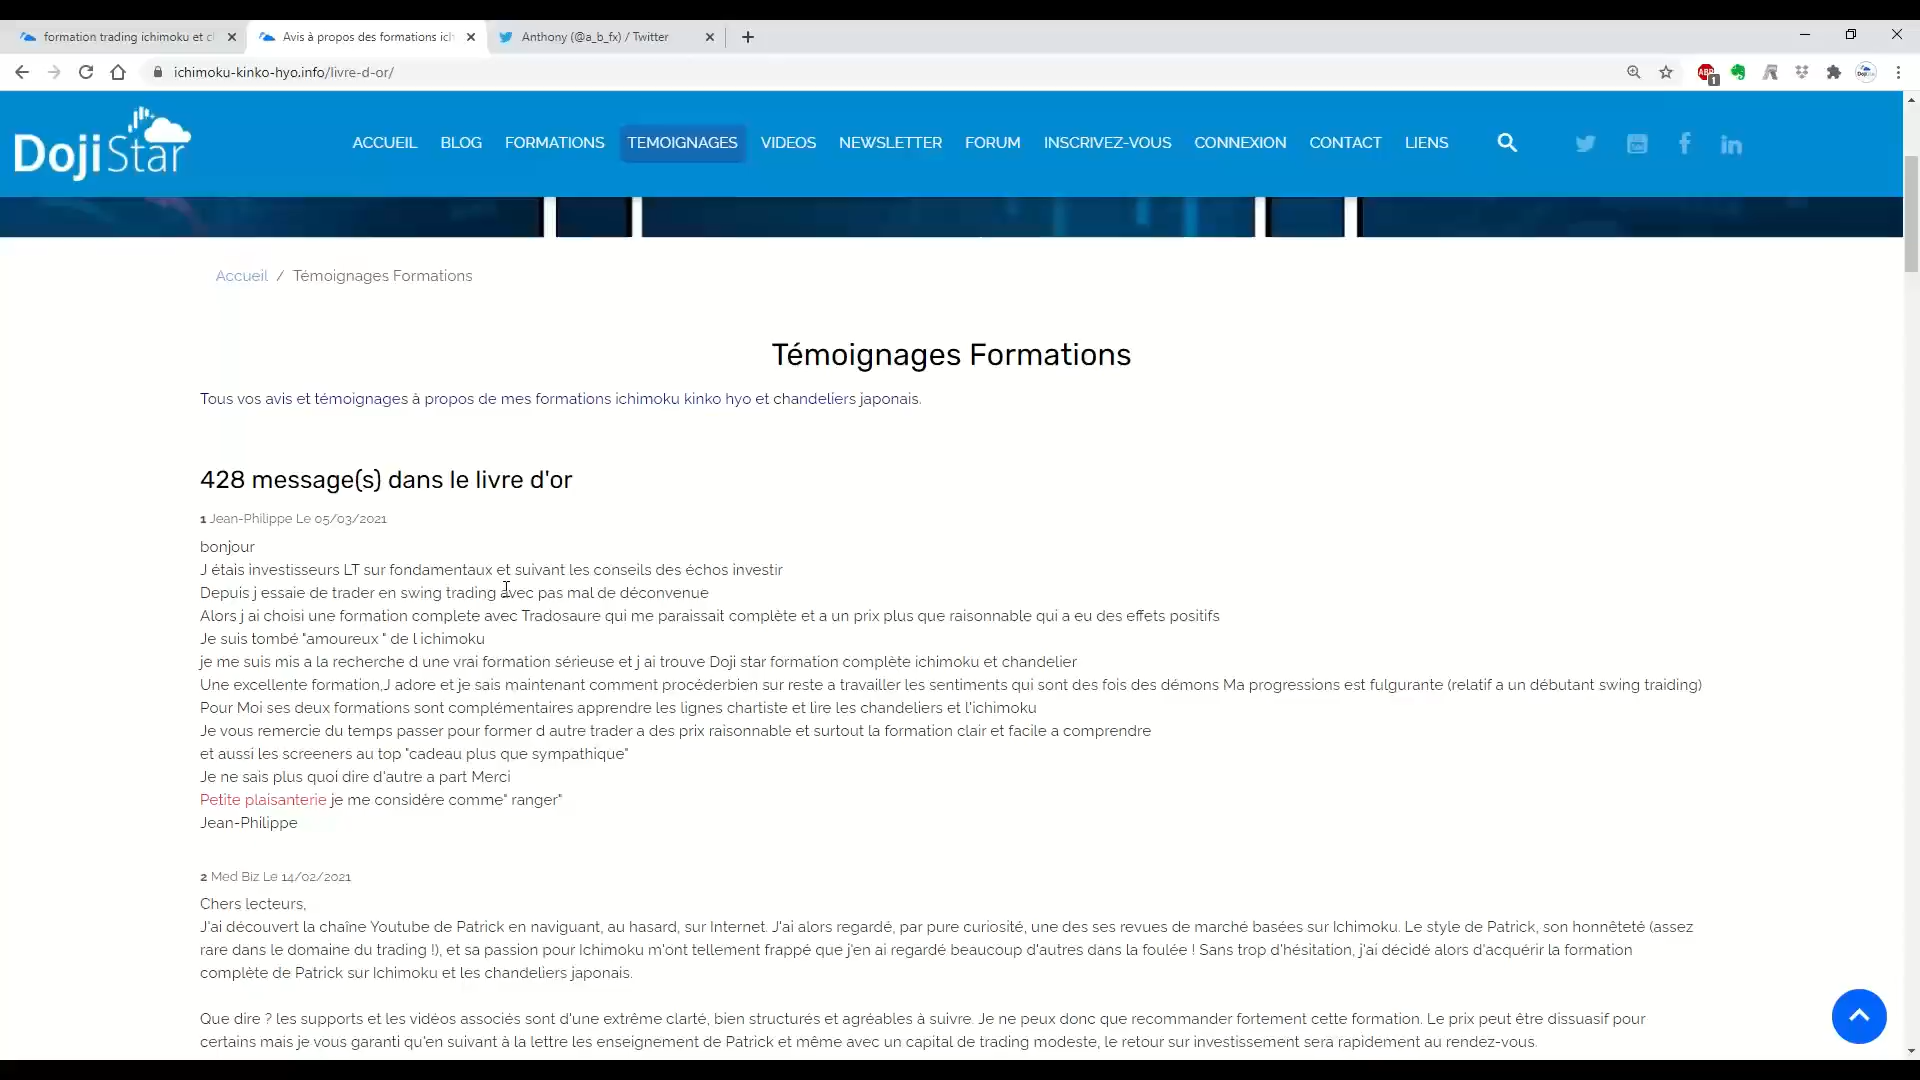 formation trading ichimoku et c
Avis à propos des formations ich
Anthony (@a_b_fx) / Twitter
ichimoku-kinko-hyo.info/livre-d-or/
ABP
1
DojiStar
ACCUEIL
BLOG
FORMATIONS
TEMOIGNAGES
VIDEOS
NEWSLETTER
FORUM
INSCRIVEZ-VOUS
CONNEXION
CONTACT
LIENS
Accueil / Témoignages Formations
Témoignages Formations
Tous vos avis et témoignages à propos de mes formations ichimoku kinko hyo et chandeliers japonais.
428 message(s) dans le livre d'or
1 Jean-Philippe Le 05/03/2021
bonjour
J étais investisseurs LT sur fondamentaux et suivant les conseils des échos investir
Depuis j essaie de trader en swing trading avec pas mal de déconvenue
Alors j ai choisi une formation complete avec Tradosaure qui me paraissait complète et a un prix plus que raisonnable qui a eu des effets positifs
Je suis tombé "amoureux " de l ichimoku
je me suis mis a la recherche d une vrai formation sérieuse et j ai trouve Doji star formation complète ichimoku et chandelier
Une excellente formation,J adore et je sais maintenant comment procéderbien sur reste a travailler les sentiments qui sont des fois des démons Ma progressions est fulgurante (relatif a un débutant swing traiding)
Pour Moi ses deux formations sont complémentaires apprendre les lignes chartiste et lire les chandeliers et l'ichimoku
Je vous remercie du temps passer pour former d autre trader a des prix raisonnable et surtout la formation clair et facile a comprendre
et aussi les screeners au top "cadeau plus que sympathique"
Je ne sais plus quoi dire d'autre a part Merci
Petite plaisanterie je me considére comme" ranger"
Jean-Philippe
2 Med Biz Le 14/02/2021
Chers lecteurs,
J'ai découvert la chaîne Youtube de Patrick en naviguant, au hasard, sur Internet. J'ai alors regardé, par pure curiosité, une des ses revues de marché basées sur Ichimoku. Le style de Patrick, son honnêteté (assez
rare dans le domaine du trading !), et sa passion pour Ichimoku m'ont tellement frappé que j'en ai regardé beaucoup d'autres dans la foulée ! Sans trop d'hésitation, j'ai décidé alors d'acquérir la formation
complète de Patrick sur Ichimoku et les chandeliers japonais.
Que dire ? les supports et les vidéos associés sont d'une extrême clarté, bien structurés et agréables à suivre. Je ne peux donc que recommander fortement cette formation. Le prix peut être dissuasif pour
certains mais je vous garanti qu'en suivant à la lettre les enseignement de Patrick et même avec un capital de trading modeste, le retour sur investissement sera rapidement au rendez-vous.